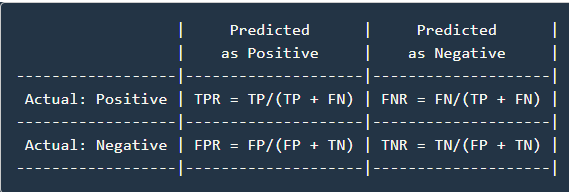 | Predicted | Predicted |
| as Positive | as Negative |
------------------|--------------------|--------------------|
Actual: Positive | TPR = TP/(TP + FN) | FNR = FN/(TP + FN) |
------------------|--------------------|--------------------|
Actual: Negative | FPR = FP/(FP + TN) | TNR = TN/(FP + TN) |
------------------|--------------------|--------------------|